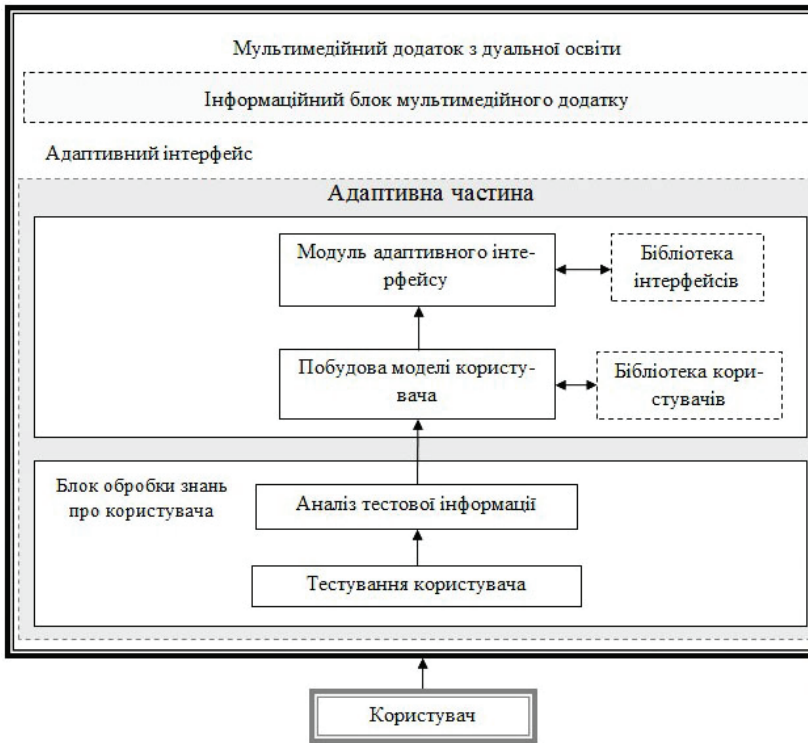 Мультимедійний додаток з дуальної освіти
Інформаційний блок мультимедійного додатку
Адаптивний інтерфейс
Адаптивна частина
Модуль адаптивного інте-
рфейсу
Бібліотека
інтерфейсів
Побудова моделі користу-
вача
Бібліотека кори-
стувачів
Блок обробки знань
про користувача
Аналіз тестової інформації
Тестування користувача
Користувач